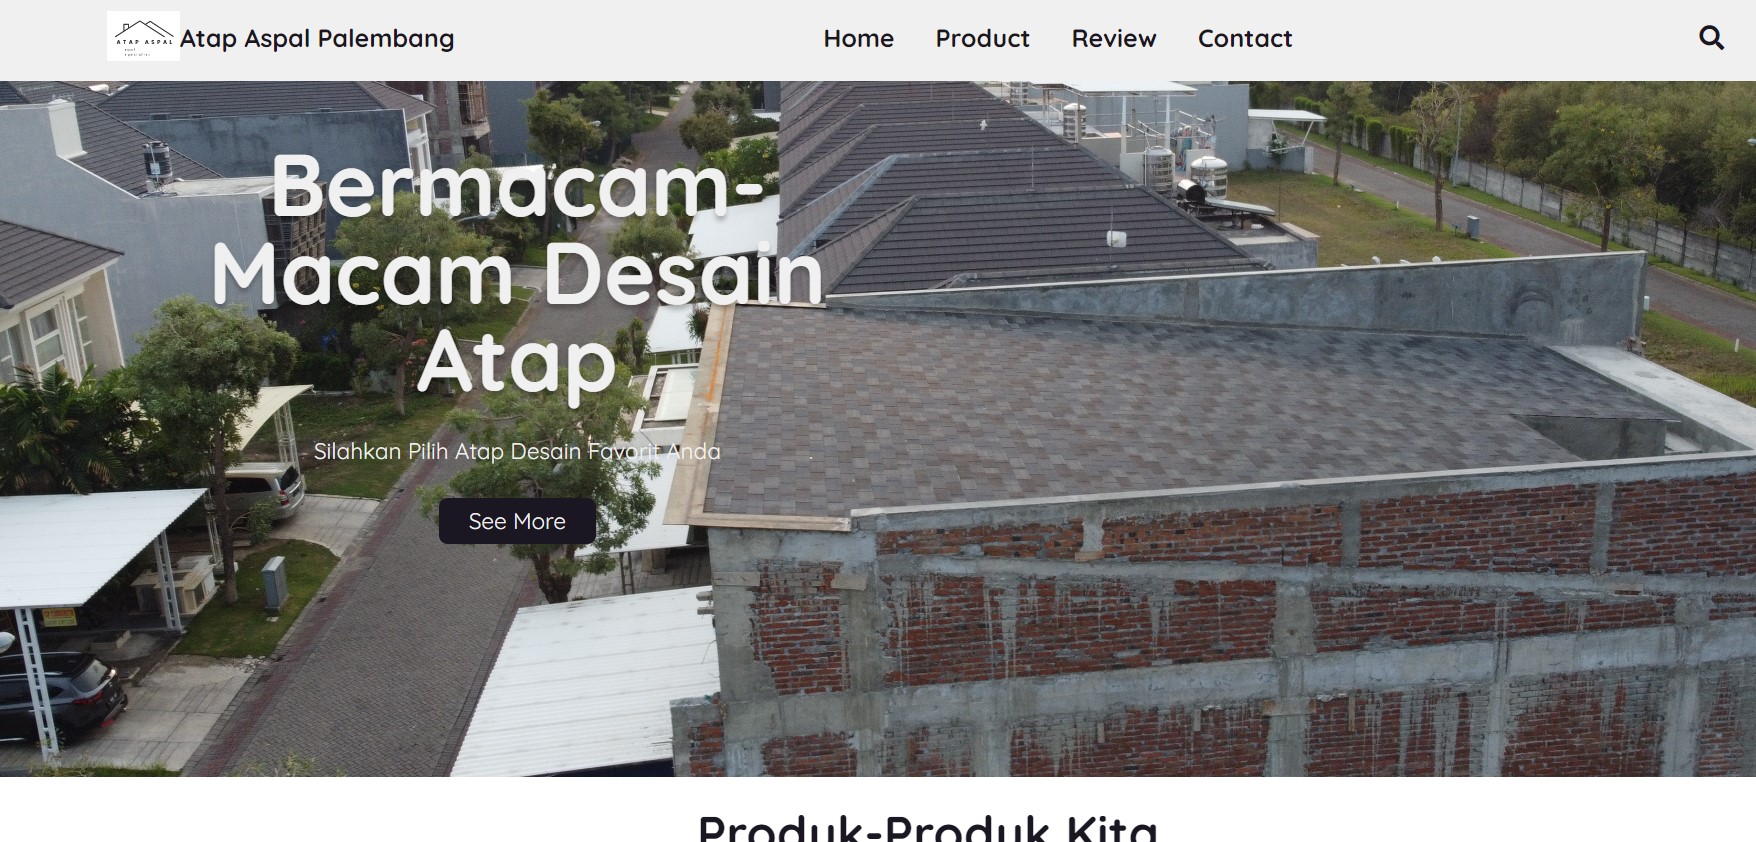 ATAP ASPAL
Atap Aspal Palembang
Home
Product
Review
Contact
Bermacam-
Macam Desain
Atap
Silahkan Pilih Atap Desain Favorit Anda
See More
Produk-Produk Kita